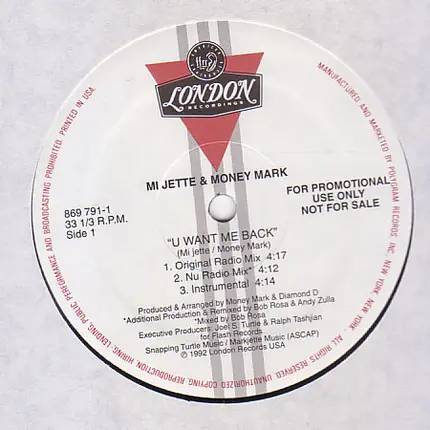 ffrr
LONDON
RECORDINGS
MI JETTE & MONEY MARK
869 791-1
33 1/3 R.P.M.
Side 1
FOR PROMOTIONAL
USE ONLY
NOT FOR SALE
"U WANT ME BACK"
(Mi jette / Money Mark)
1. Original Radio Mix 4:17
2. Nu Radio Mix* 4:12
3. Instrumental 4:14
Produced & Arranged by Money Mark & Diamond D
*Additional Production & Remixed by Bob Rosa & Andy Zulla
*Mixed by Bob Rosa
Executive Producers: Joel S. Turtle & Ralph Tashjian
for Flash Records
Snapping Turtle Music / Markjette Music (ASCAP)
℗ 1992 London Records USA
MANUFACTURED AND MARKETED BY POLYGRAM RECORDS, INC., NEW YORK, NEW YORK. ALL RIGHTS RESERVED. UNAUTHORIZED COPYING, REPRODUCTION, HIRING, LENDING, PUBLIC PERFORMANCE AND BROADCASTING PROHIBITED. PRINTED IN USA.